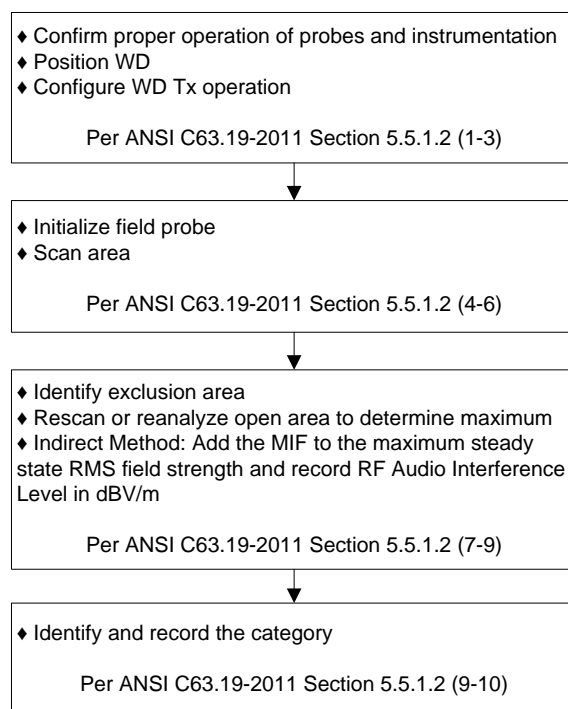 ♦ Confirm proper operation of probes and instrumentation
♦ Position WD
♦ Configure WD Tx operation
Per ANSI C63.19-2011 Section 5.5.1.2 (1-3)
♦ Initialize field probe
♦ Scan area
Per ANSI C63.19-2011 Section 5.5.1.2 (4-6)
♦ Identify exclusion area
♦ Rescan or reanalyze open area to determine maximum
♦ Indirect Method: Add the MIF to the maximum steady
state RMS field strength and record RF Audio Interference
Level in dBV/m
Per ANSI C63.19-2011 Section 5.5.1.2 (7-9)
♦ Identify and record the category
Per ANSI C63.19-2011 Section 5.5.1.2 (9-10)